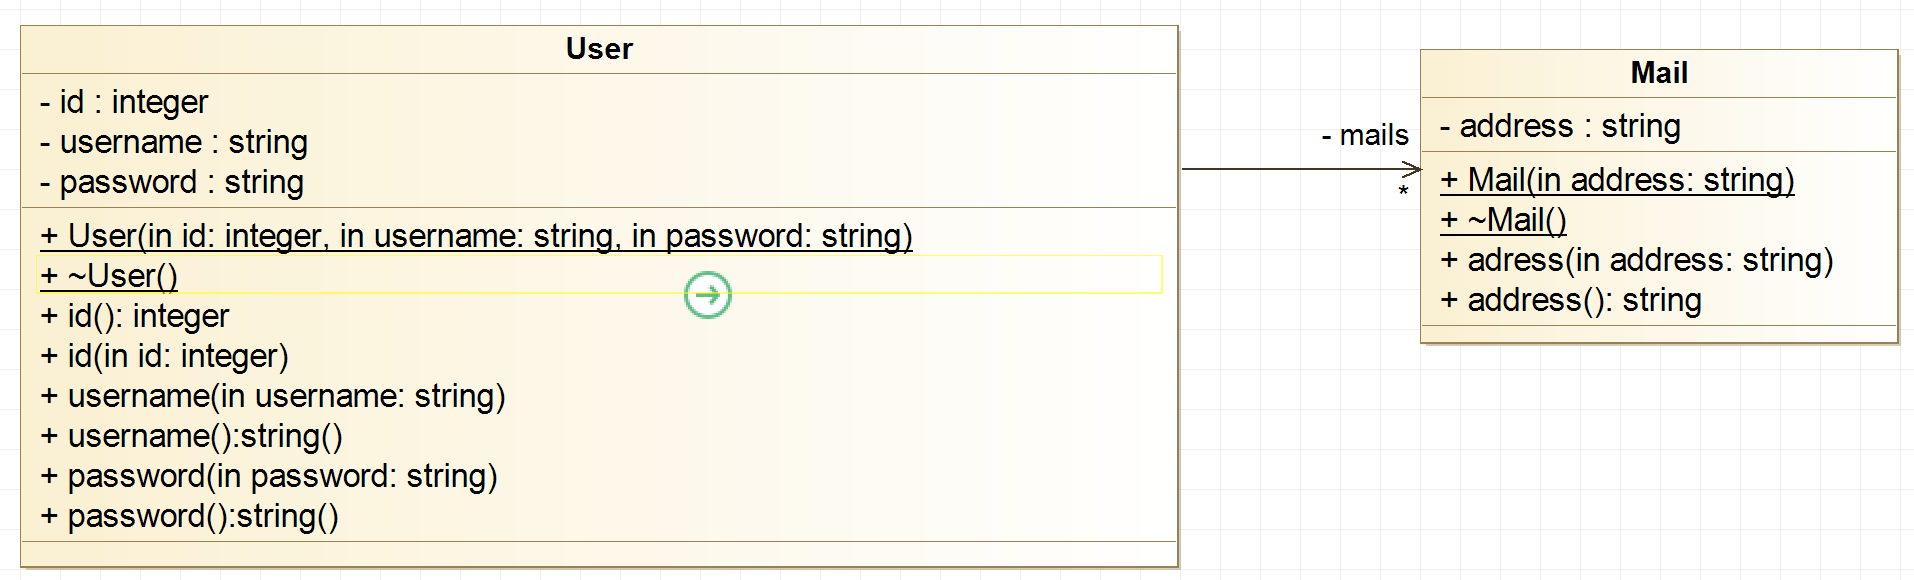 User
- id : integer
- username : string
- password : string
+ User(in id: integer, in username: string, in password: string)
+ ~User()
+ id(): integer
+ id(in id: integer)
+ username(in username: string)
+ username():string()
+ password(in password: string)
+ password():string()
- mails
*
Mail
- address : string
+ Mail(in address: string)
+ ~Mail()
+ adress(in address: string)
+ address(): string